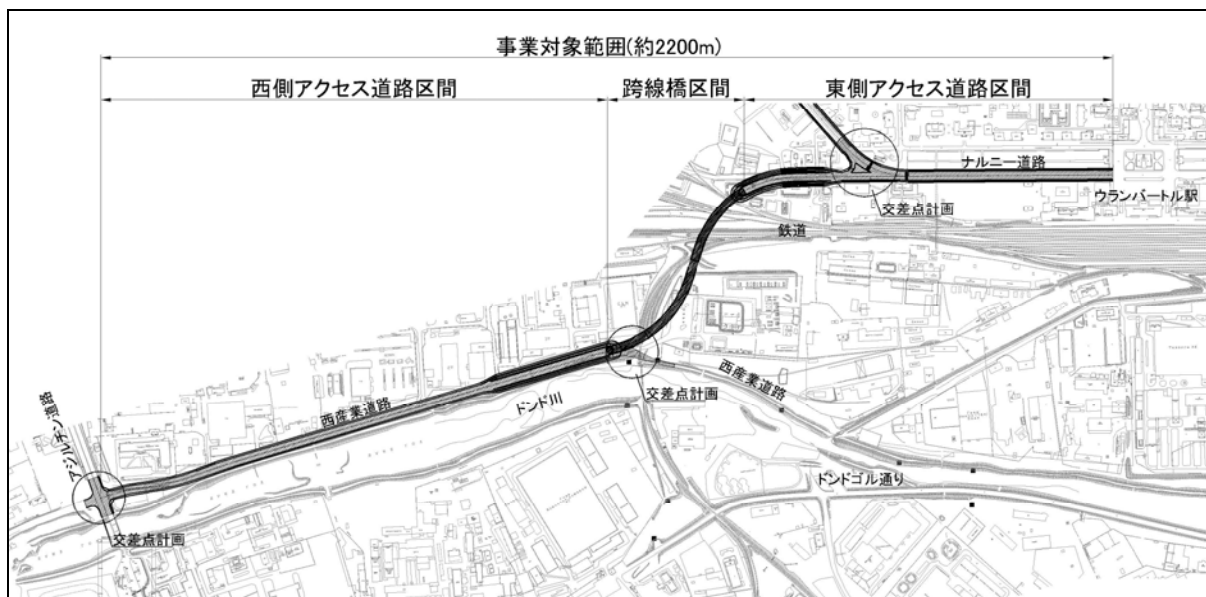 事業対象範囲(約2200m)
西側アクセス道路区間
跨線橋区間
東側アクセス道路区間
ナルニー道路
ウランバートル駅
交差点計画
鉄道
西産業道路
交差点計画
西産業道路
ドンド川
アジルチン道路
ドンドゴル通り
交差点計画